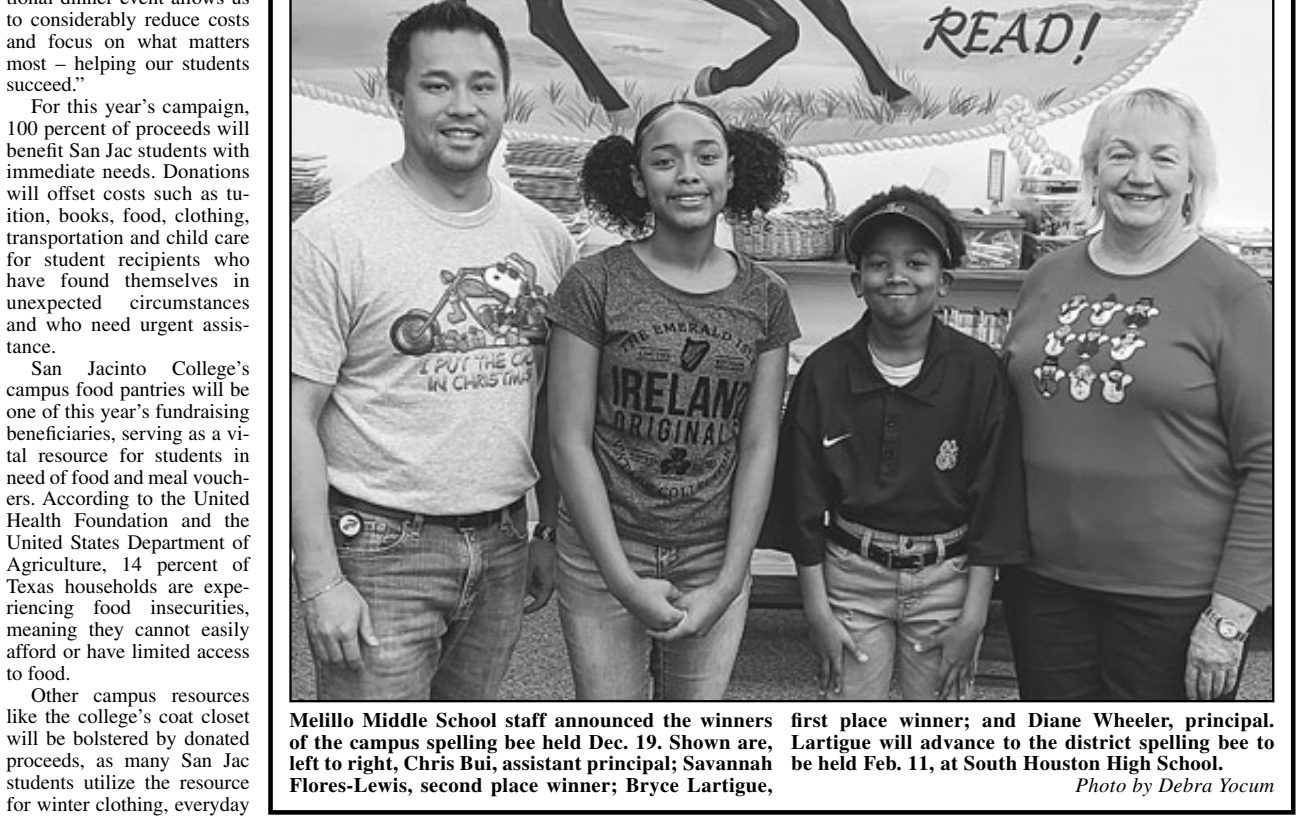 tional dinner event allows us
to considerably reduce costs
and focus on what matters
most – helping our students
succeed.”
For this year’s campaign,
100 percent of proceeds will
benefit San Jac students with
immediate needs. Donations
will offset costs such as tu-
ition, books, food, clothing,
transportation and child care
for student recipients who
have found themselves in
unexpected circumstances
and who need urgent assis-
tance.
San Jacinto College’s
campus food pantries will be
one of this year’s fundraising
beneficiaries, serving as a vi-
tal resource for students in
need of food and meal vouch-
ers. According to the United
Health Foundation and the
United States Department of
Agriculture, 14 percent of
Texas households are expe-
riencing food insecurities,
meaning they cannot easily
afford or have limited access
to food.
Other campus resources
like the college’s coat closet
will be bolstered by donated
proceeds, as many San Jac
students utilize the resource
for winter clothing, everyday
READ!
I PUT THE
IN CHRISTMAS
THE EMERALD
IRELAND
ORIGINALS
Melillo Middle School staff announced the winners
of the campus spelling bee held Dec. 19. Shown are,
left to right, Chris Bui, assistant principal; Savannah
Flores-Lewis, second place winner; Bryce Lartigue,
first place winner; and Diane Wheeler, principal.
Lartigue will advance to the district spelling bee to
be held Feb. 11, at South Houston High School.
Photo by Debra Yocum